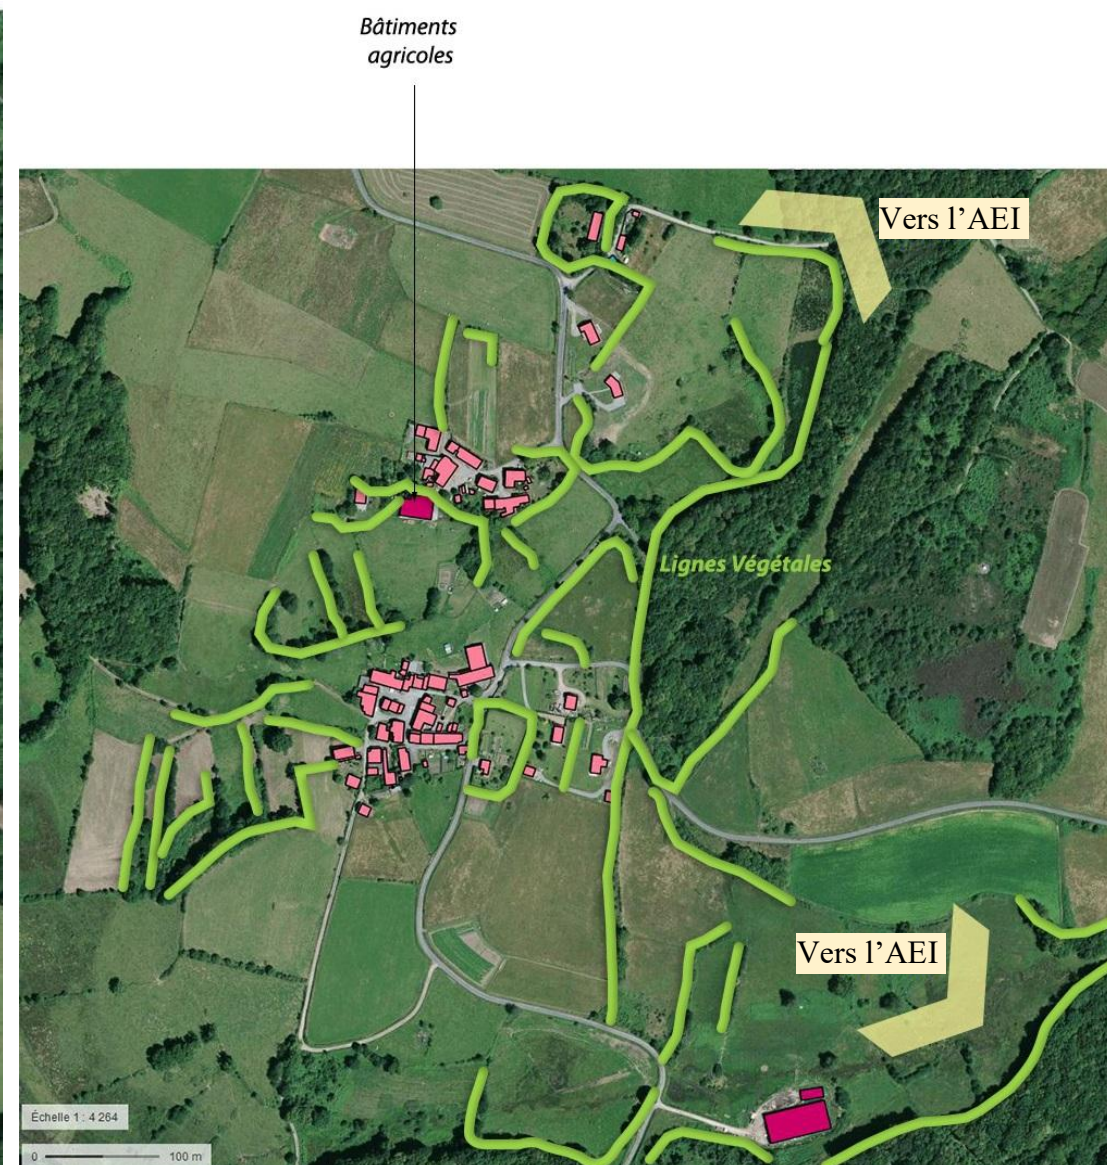 Bâtiments
agricoles
Vers l’AEI
Lignes Végétales
Vers l’AEI
Échelle 1 : 4 264
0 100 m